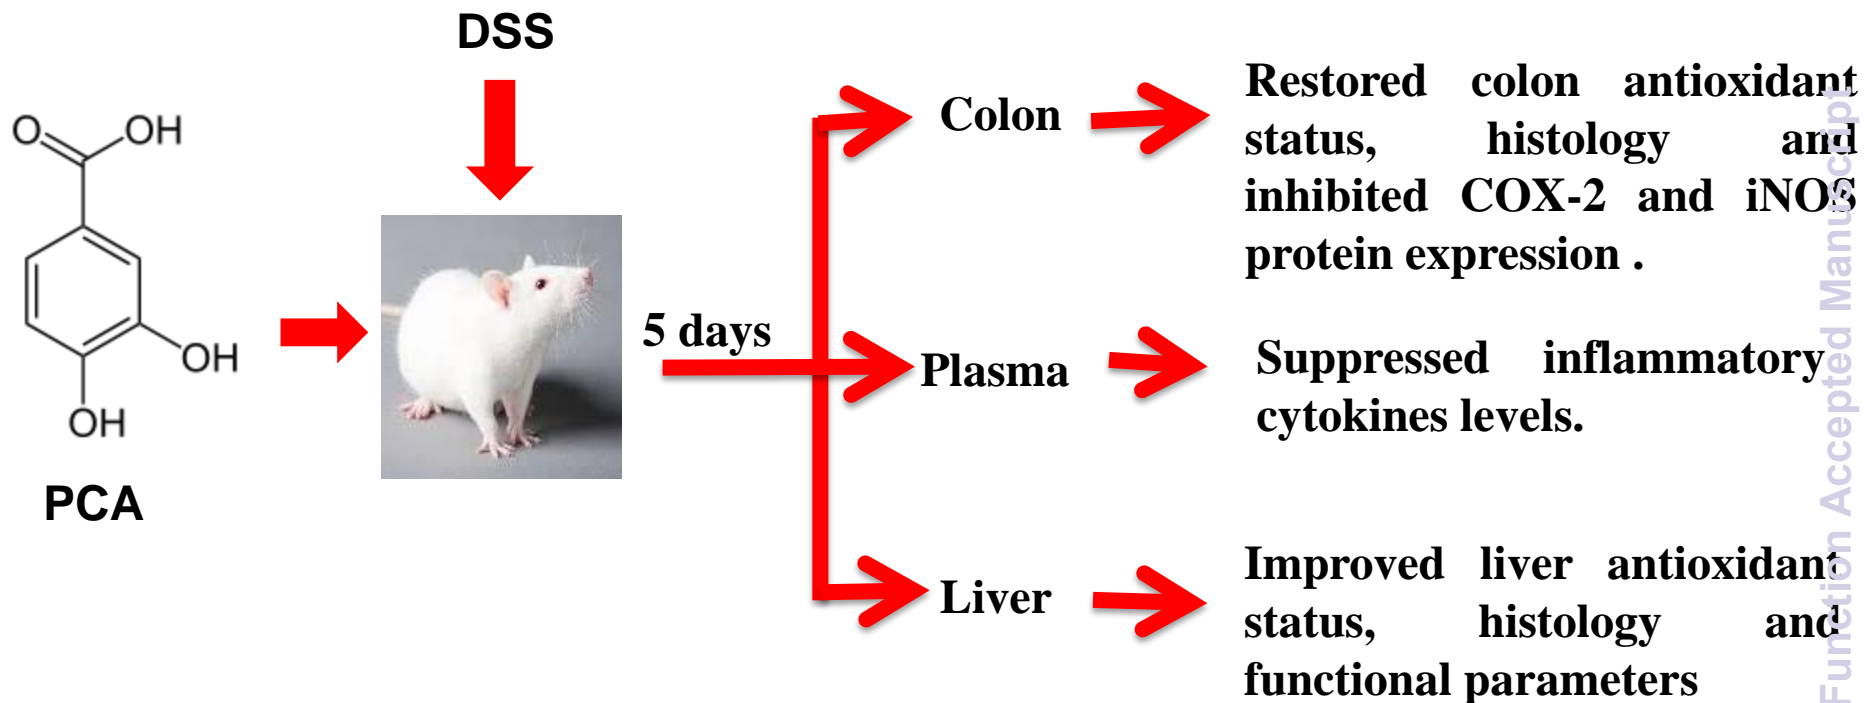 DSS
O
OH
OH
OH
PCA
5 days
Colon
Restored colon antioxidant
status, histology and
inhibited COX-2 and iNOS
protein expression .
Plasma
Suppressed inflammatory
cytokines levels.
Liver
Improved liver antioxidant
status, histology and
functional parameters
Function Accepted Manuscript